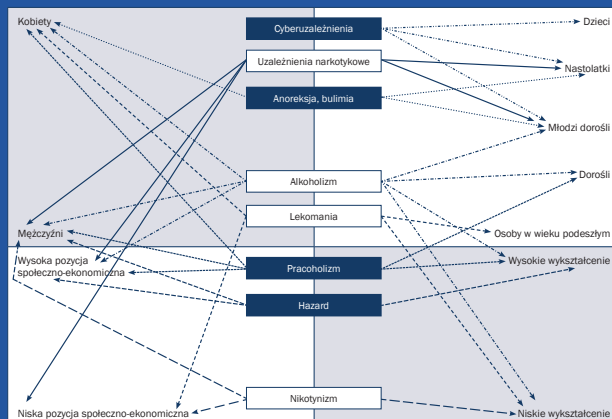 Kobiety
Cyberuzależnienia
Dzieci
Uzależnienia narkotykowe
Nastolatki
Anoreksja, bulimia
Młodzi dorośli
Alkoholizm
Dorośli
Lekomania
Mężczyźni
Osoby w wieku podeszłym
Wysoka pozycja
społeczno-ekonomiczna
Pracoholizm
Wysokie wykształcenie
Hazard
Nikotynizm
Niska pozycja społeczno-ekonomiczna
Niskie wykształcenie